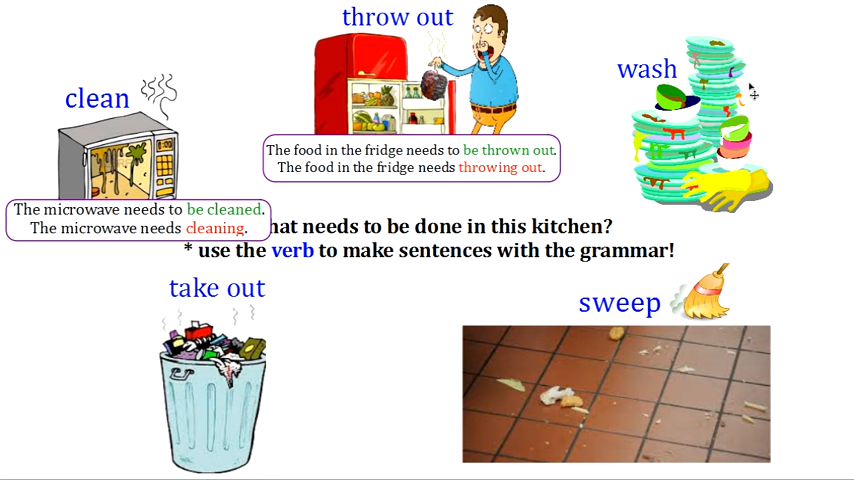 throw out
wash
clean
The food in the fridge needs to be thrown out.
The food in the fridge needs throwing out.
The microwave needs to be cleaned.
The microwave needs cleaning.
hat needs to be done in this kitchen?
* use the verb to make sentences with the grammar!
take out
sweep